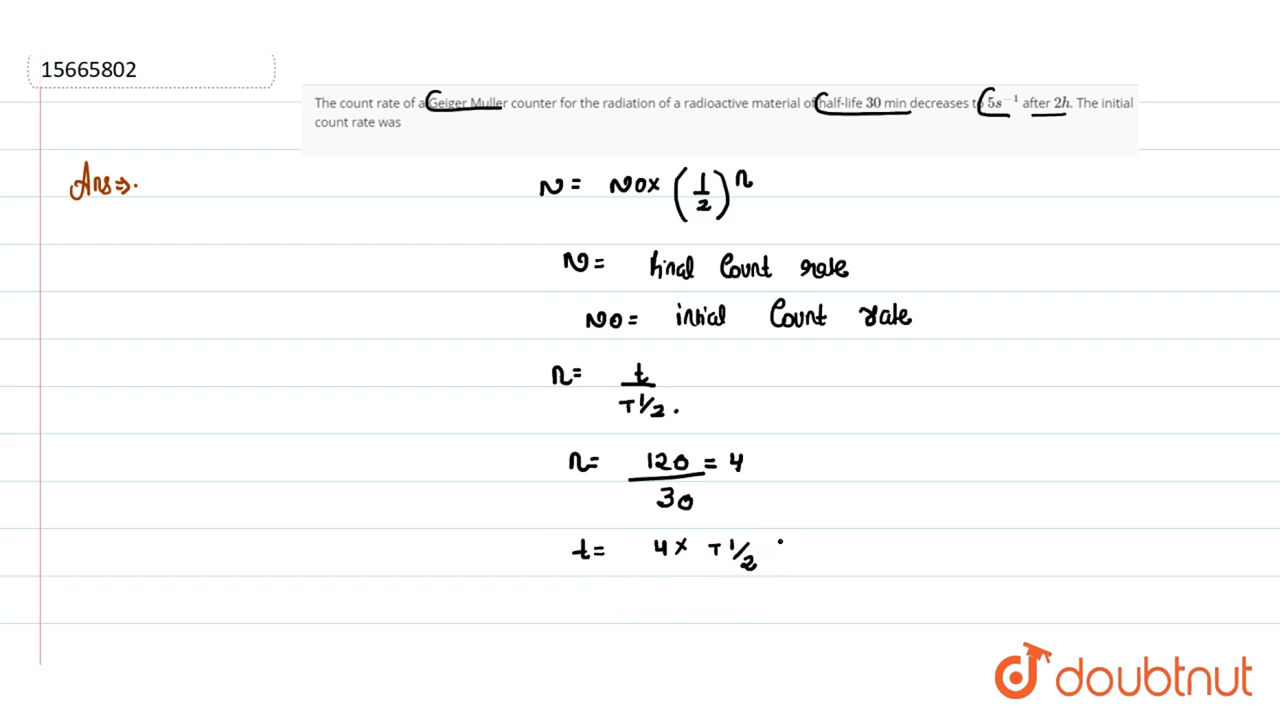 15665802
The count rate of a Geiger Muller counter for the radiation of a radioactive material of half-life 30 min decreases to 5s⁻¹ after 2h. The initial
count rate was
Ans⇒.
N = N0 x (1/2)^n
N = final Count rate
N0 = initial Count rate
n = t / T1/2.
n = 120 / 30 = 4
t = 4 x T1/2
doubtnut